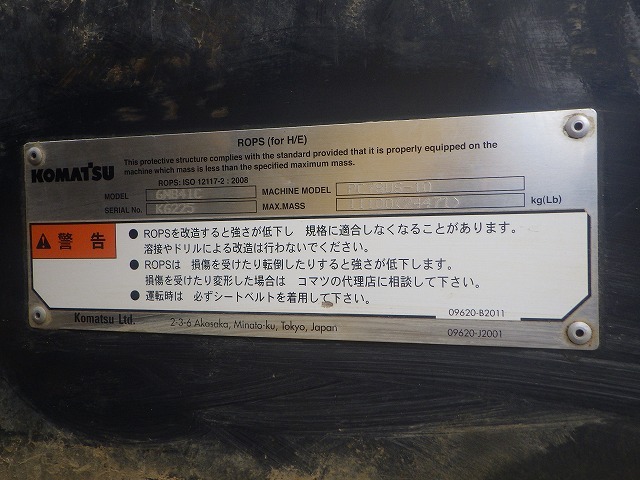 ROPS (for H/E)
KOMATSU
This protective structure complies with the standard provided that it is properly equipped on the
machine which mass is less than the specified maximum mass.
ROPS: ISO 12117-2 : 2008
MODEL MACHINE MODEL
SERIAL No. K6225 MAX.MASS kg(Lb)
警告
● ROPSを改造すると強さが低下し 規格に適合しなくなることがあります。
溶接やドリルによる改造は行わないでください。
● ROPSは 損傷を受けたり転倒したりすると強さが低下します。
損傷を受けたり変形した場合は コマツの代理店に相談して下さい。
● 運転時は 必ずシートベルトを着用して下さい。
09620-B2011
Komatsu Ltd. 2-3-6 Akasaka, Minato-ku, Tokyo, Japan 09620-J2001